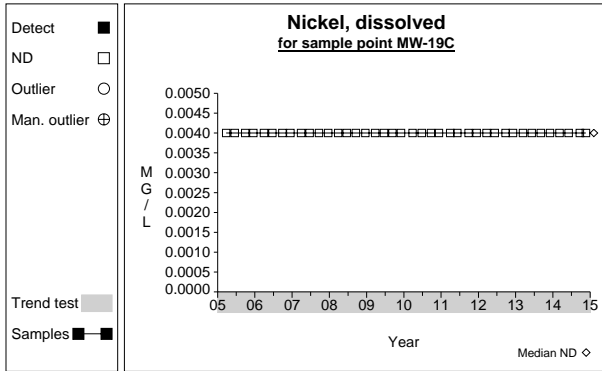 Detect
ND
Outlier
Man. outlier
Trend test
Samples
Nickel, dissolved
for sample point MW-19C
0.0050
0.0045
0.0040
0.0035
0.0030
0.0025
0.0020
0.0015
0.0010
0.0005
0.0000
M
G
/
L
05 06 07 08 09 10 11 12 13 14 15
Year
Median ND